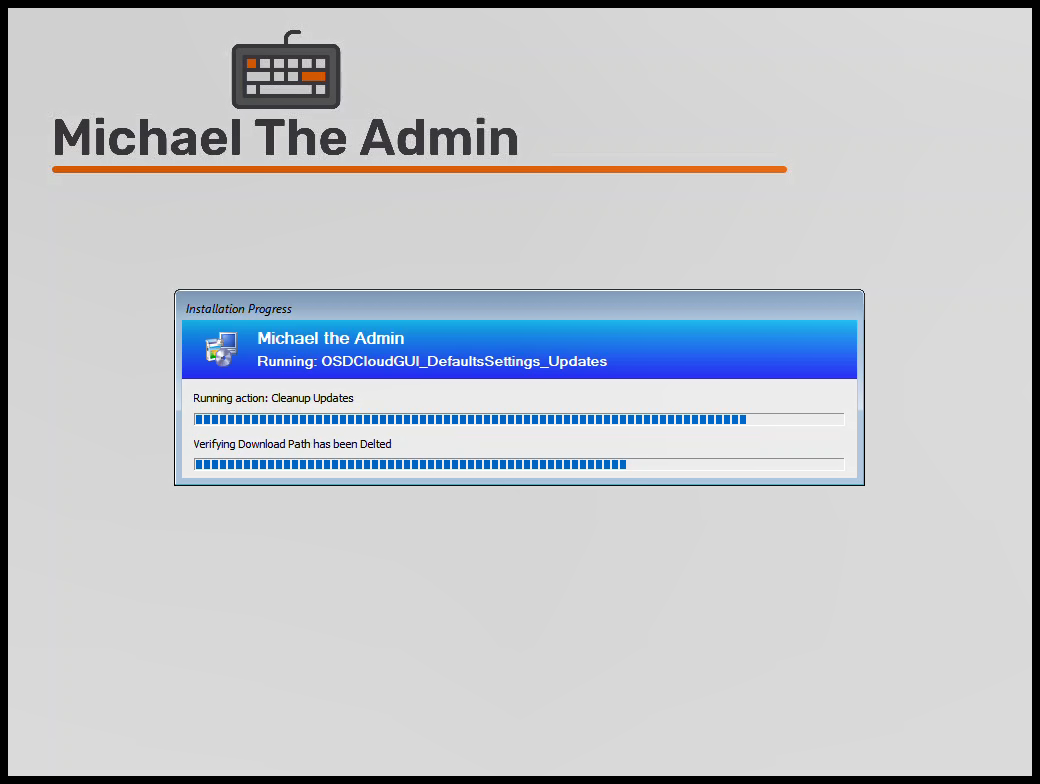 Michael The Admin
Installation Progress
Michael the Admin
Running: OSDCloudGUI_DefaultsSettings_Updates
Running action: Cleanup Updates
Verifying Download Path has been Delted